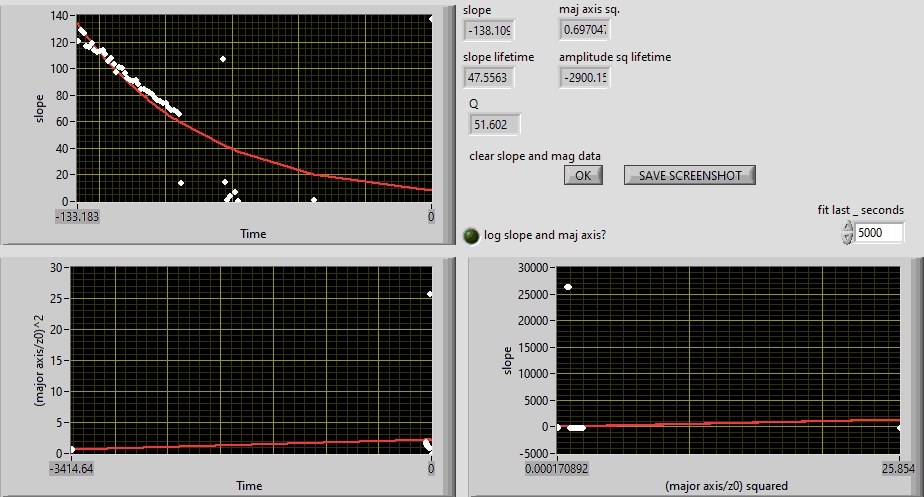 140
120
100
80
60
40
20
0
slope
-133.183
0
Time
slope
-138.109
maj axis sq.
0.69704
slope lifetime
47.5563
amplitude sq lifetime
-2900.15
Q
51.602
clear slope and mag data
OK
SAVE SCREENSHOT
fit last _ seconds
5000
log slope and maj axis?
30
25
20
15
10
5
0
(major axis/z0)^2
-3414.64
0
Time
30000
25000
20000
15000
10000
5000
0
-5000
slope
0.000170892
25.854
(major axis/z0) squared